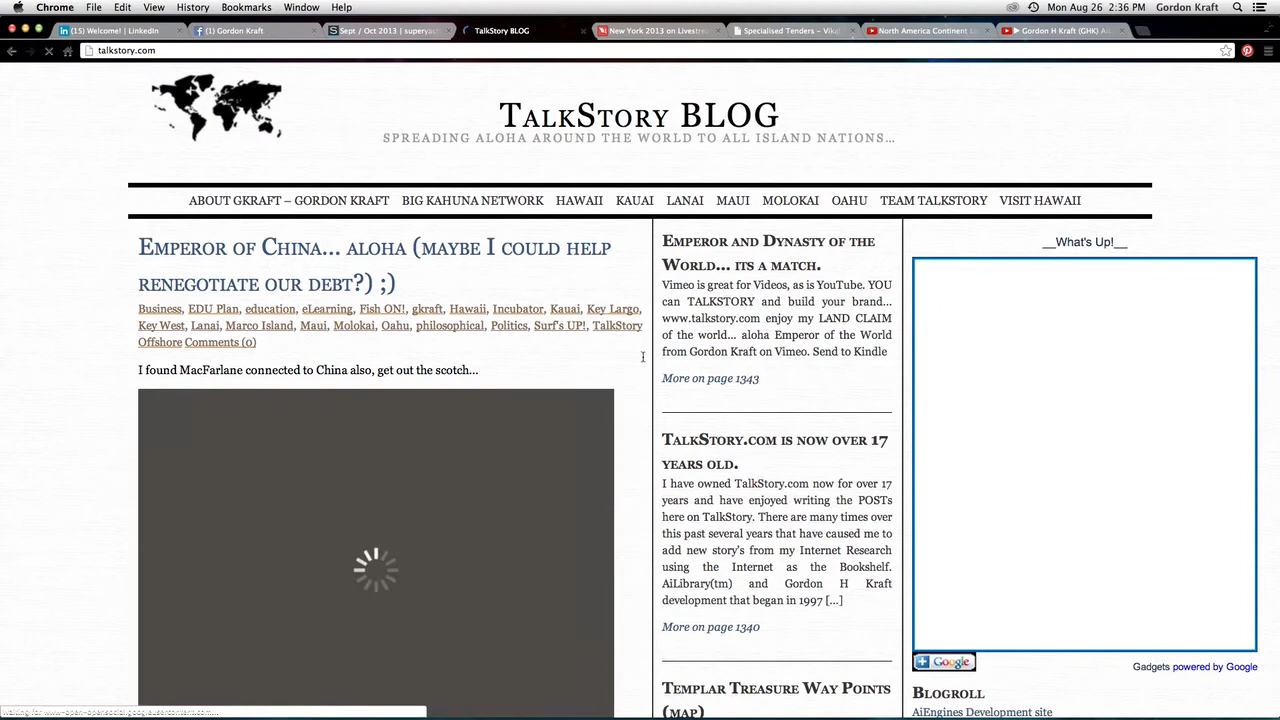 Chrome File Edit View History Bookmarks Window Help Mon Aug 26 2:36 PM Gordon Kraft
(15) Welcome! | LinkedIn (1) Gordon Kraft Sept / Oct 2013 | superyac TalkStory BLOG New York 2013 on Livestre Specialised Tenders – Vika North America Continent L Gordon H Kraft (GHK) A
talkstory.com
TalkStory BLOG
SPREADING ALOHA AROUND THE WORLD TO ALL ISLAND NATIONS...
ABOUT GKRAFT – GORDON KRAFT BIG KAHUNA NETWORK HAWAII KAUAI LANAI MAUI MOLOKAI OAHU TEAM TALKSTORY VISIT HAWAII
Emperor of China... aloha (maybe I could help
renegotiate our debt?) ;)
Business, EDU Plan, education, eLearning, Fish ON!, gkraft, Hawaii, Incubator, Kauai, Key Largo,
Key West, Lanai, Marco Island, Maui, Molokai, Oahu, philosophical, Politics, Surf's UP!, TalkStory
Offshore Comments (0)
I found MacFarlane connected to China also, get out the scotch...
Emperor and Dynasty of the
World... its a match.
Vimeo is great for Videos, as is YouTube. YOU
can TALKSTORY and build your brand...
www.talkstory.com enjoy my LAND CLAIM
of the world... aloha Emperor of the World
from Gordon Kraft on Vimeo. Send to Kindle
More on page 1343
TalkStory.com is now over 17
years old.
I have owned TalkStory.com now for over 17
years and have enjoyed writing the POSTs
here on TalkStory. There are many times over
this past several years that have caused me to
add new story's from my Internet Research
using the Internet as the Bookshelf.
AiLibrary(tm) and Gordon H Kraft
development that began in 1997 [...]
More on page 1340
Templar Treasure Way Points
(map)
__What's Up!__
Google
Gadgets powered by Google
Blogroll
AiEngines Development site